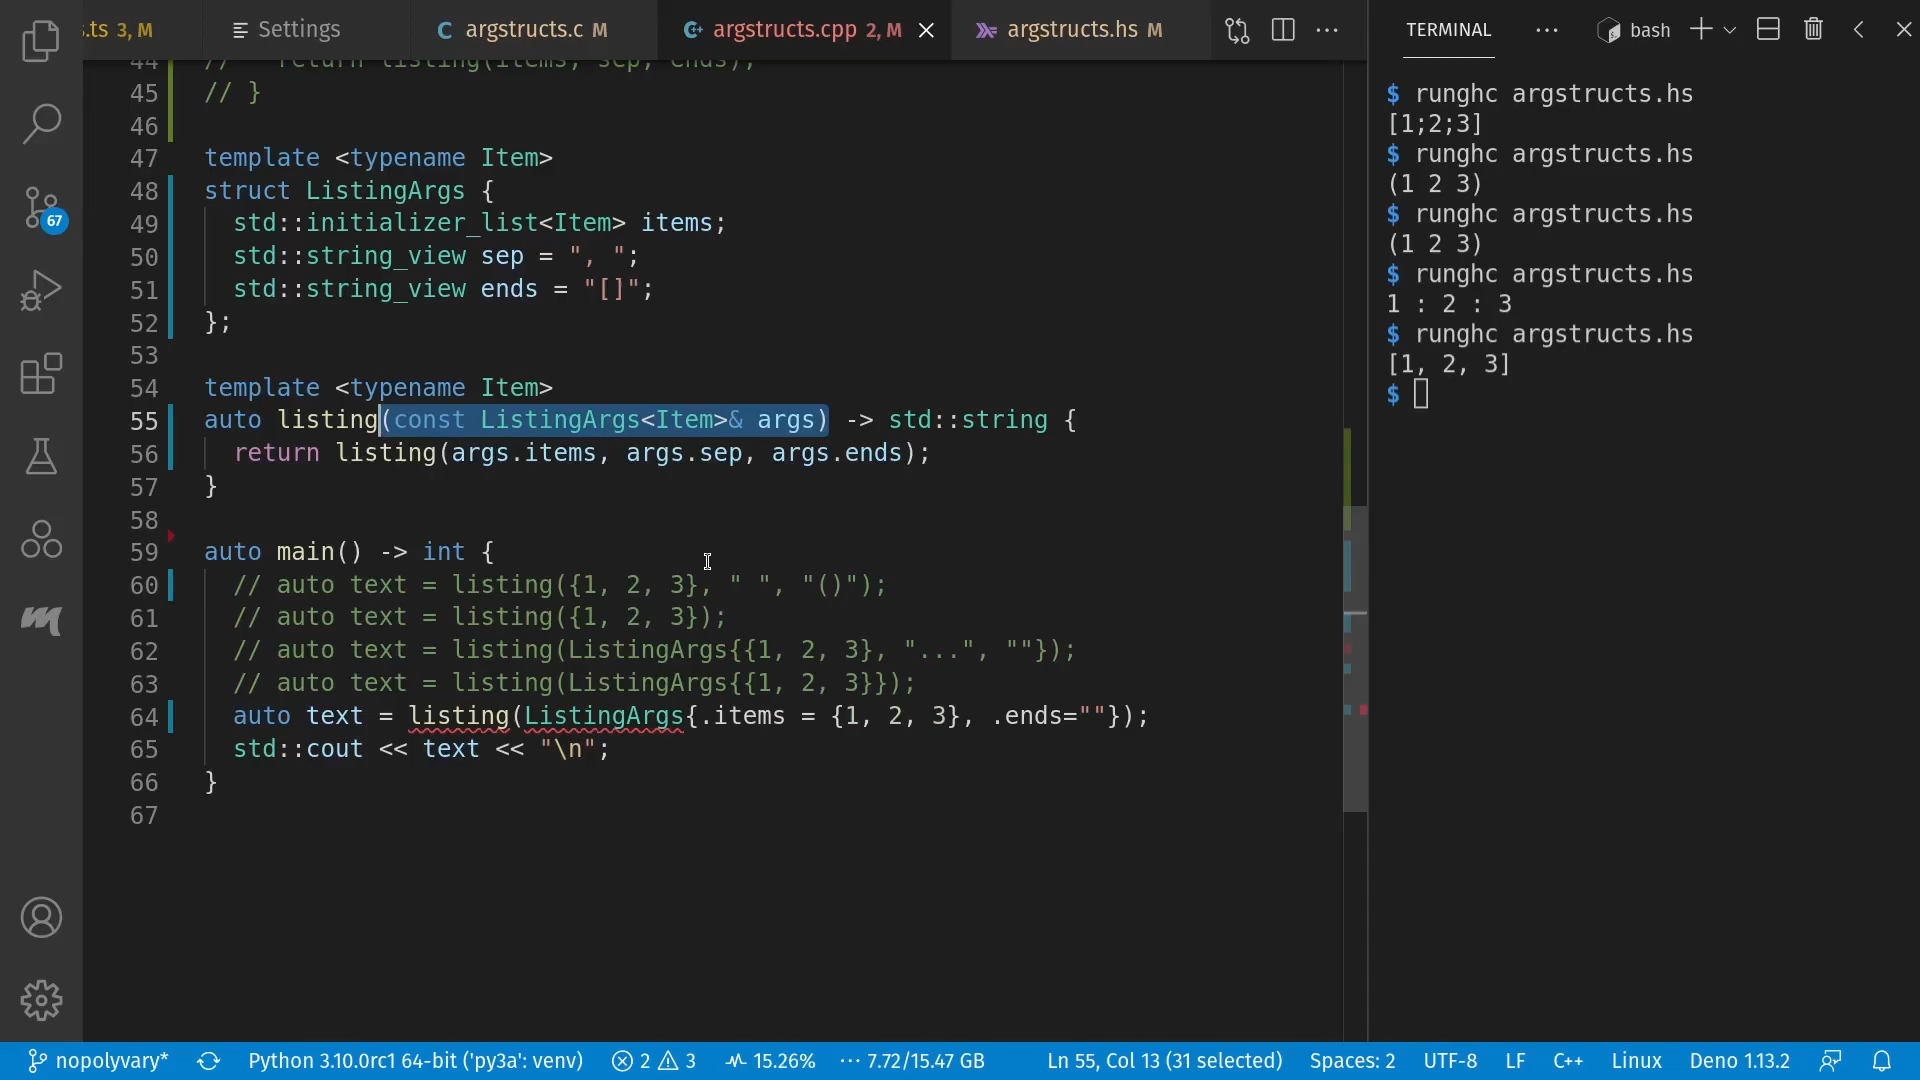 .ts 3, M
Settings
C argstructs.c M
argstructs.cpp 2, M
argstructs.hs M
44 //   return listing(items, sep, ends);
45 // }
46
47 template <typename Item>
48 struct ListingArgs {
49   std::initializer_list<Item> items;
50   std::string_view sep = ", ";
51   std::string_view ends = "[]";
52 };
53
54 template <typename Item>
55 auto listing(const ListingArgs<Item>& args) -> std::string {
56   return listing(args.items, args.sep, args.ends);
57 }
58
59 auto main() -> int {
60   // auto text = listing({1, 2, 3}, " ", "()");
61   // auto text = listing({1, 2, 3});
62   // auto text = listing(ListingArgs{{1, 2, 3}, "...", ""});
63   // auto text = listing(ListingArgs{{1, 2, 3}});
64   auto text = listing(ListingArgs{.items = {1, 2, 3}, .ends=""});
65   std::cout << text << "\n";
66 }
67
67
TERMINAL
bash
$ runghc argstructs.hs
[1;2;3]
$ runghc argstructs.hs
(1 2 3)
$ runghc argstructs.hs
(1 2 3)
$ runghc argstructs.hs
1 : 2 : 3
$ runghc argstructs.hs
[1, 2, 3]
$
nopolyvary* Python 3.10.0rc1 64-bit ('py3a': venv) 2 3 15.26% 7.72/15.47 GB Ln 55, Col 13 (31 selected) Spaces: 2 UTF-8 LF C++ Linux Deno 1.13.2